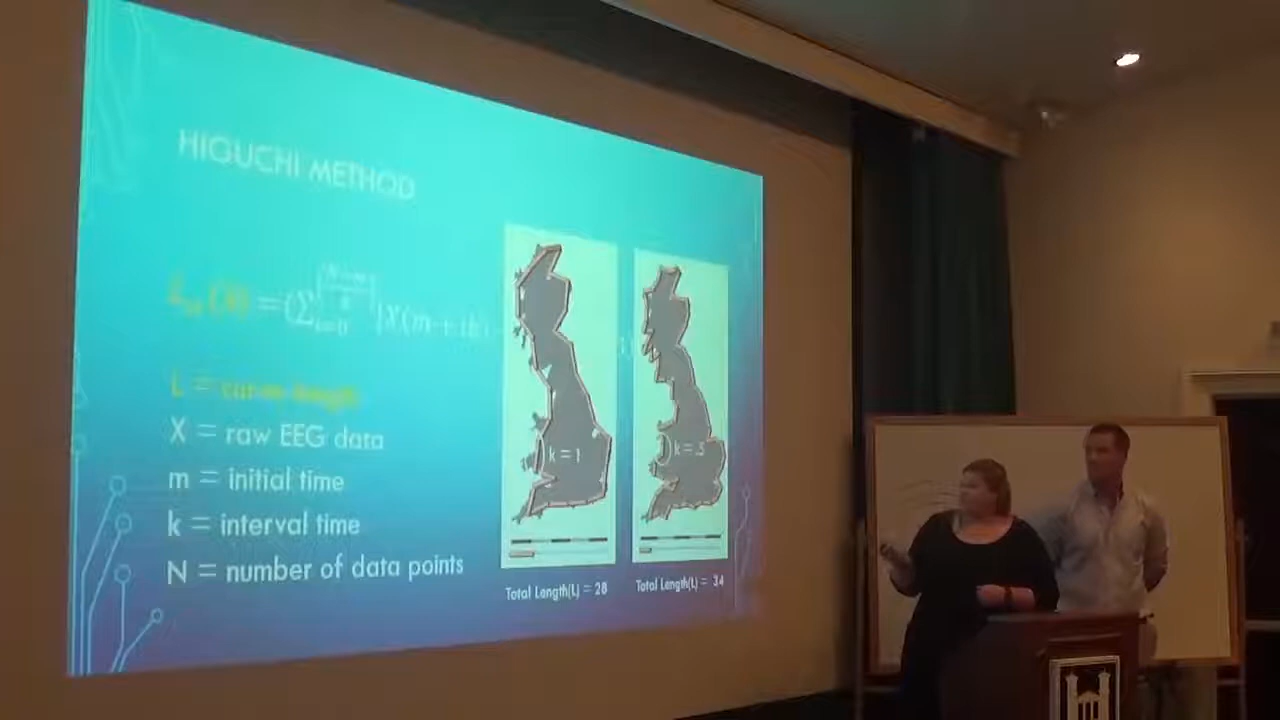 HIGUCHI METHOD
L = curve length
X = raw EEG data
m = initial time
k = interval time
N = number of data points
k = 1
k = .5
Total Length(L) = 28
Total Length(L) = 34